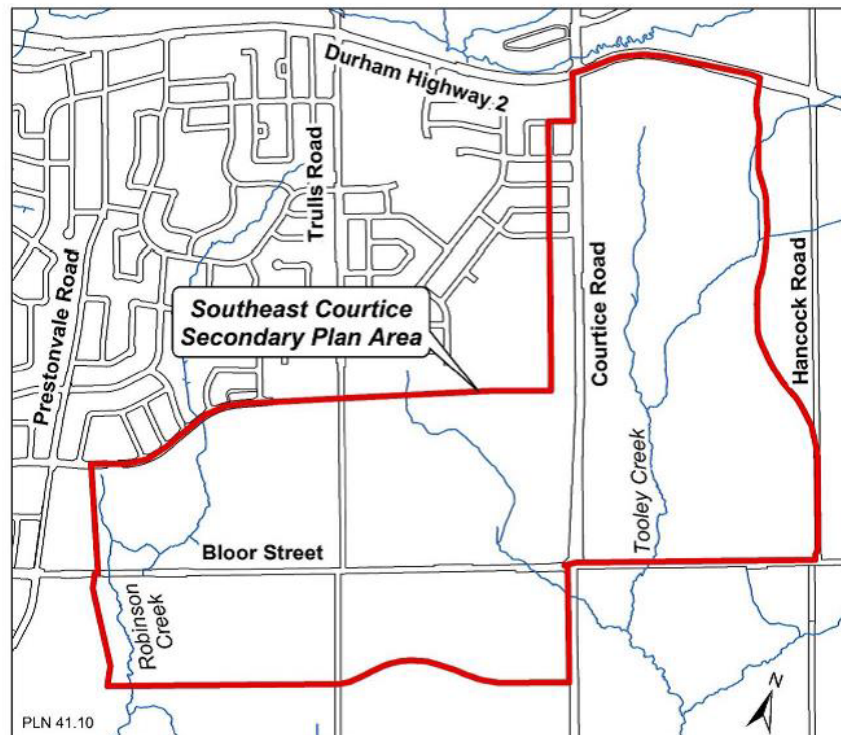 Durham Highway 2
Trulls Road
Prestonvale Road
Southeast Courtice
Secondary Plan Area
Courtice Road
Hancock Road
Tooley Creek
Bloor Street
Robinson
Creek
N
PLN 41.10